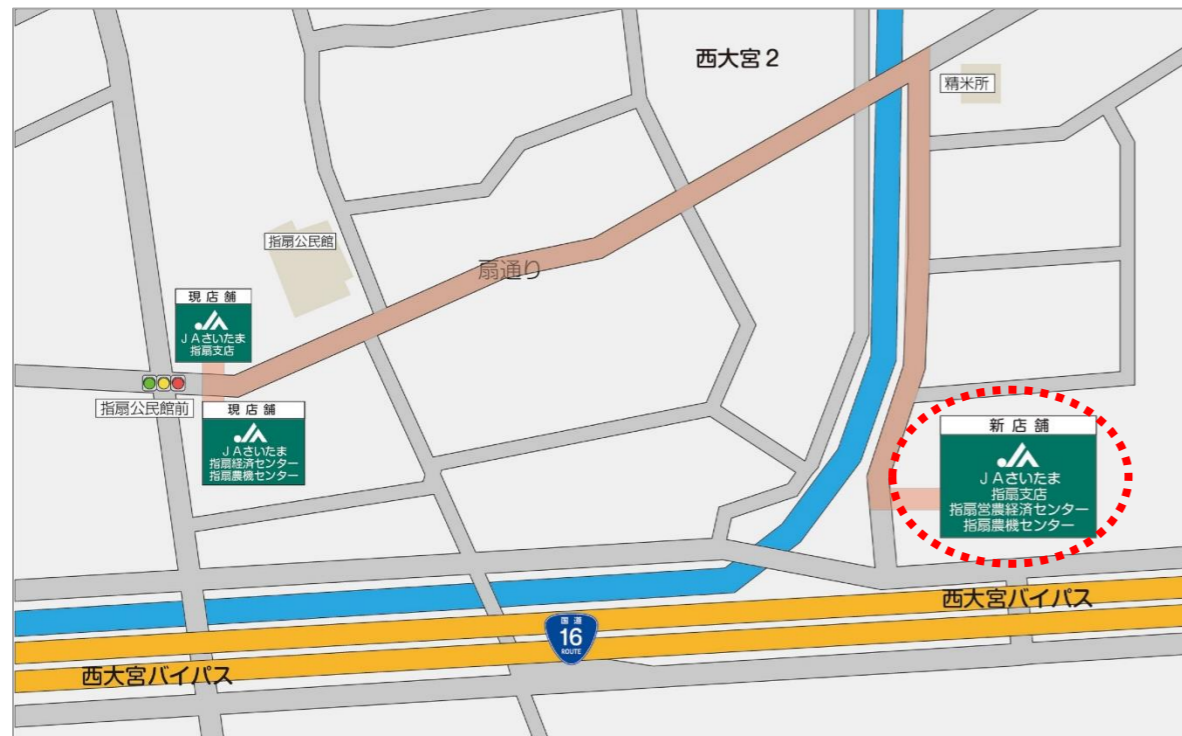 西大宮2
精米所
指扇公民館
扇通り
現店舗
JAさいたま
指扇支店
指扇公民館前
現店舗
JAさいたま
指扇経済センター
指扇農機センター
新店舗
JAさいたま
指扇支店
指扇営農経済センター
指扇農機センター
西大宮バイパス
国道
16
ROUTE
西大宮バイパス